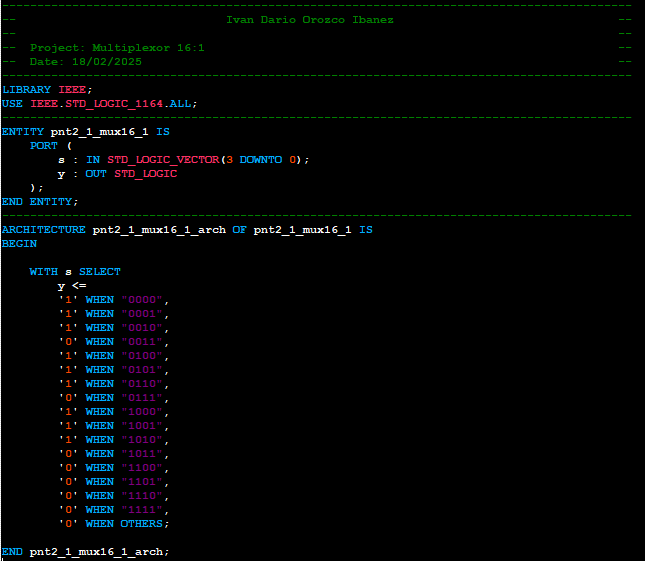 ------------------------------------------------------------------------------------------
--                              Ivan Dario Orozco Ibanez                                --
--                                                                                      --
--  Project: Multiplexor 16:1                                                           --
--  Date: 18/02/2025                                                                    --
------------------------------------------------------------------------------------------
LIBRARY IEEE;
USE IEEE.STD_LOGIC_1164.ALL;
------------------------------------------------------------------------------------------
ENTITY pnt2_1_mux16_1 IS
    PORT (
        s : IN STD_LOGIC_VECTOR(3 DOWNTO 0);
        y : OUT STD_LOGIC
    );
END ENTITY;
------------------------------------------------------------------------------------------
ARCHITECTURE pnt2_1_mux16_1_arch OF pnt2_1_mux16_1 IS
BEGIN
    WITH s SELECT
        y <=
        '1' WHEN "0000",
        '1' WHEN "0001",
        '1' WHEN "0010",
        '0' WHEN "0011",
        '1' WHEN "0100",
        '1' WHEN "0101",
        '1' WHEN "0110",
        '0' WHEN "0111",
        '1' WHEN "1000",
        '1' WHEN "1001",
        '1' WHEN "1010",
        '0' WHEN "1011",
        '0' WHEN "1100",
        '0' WHEN "1101",
        '0' WHEN "1110",
        '0' WHEN "1111",
        '0' WHEN OTHERS;
END pnt2_1_mux16_1_arch;